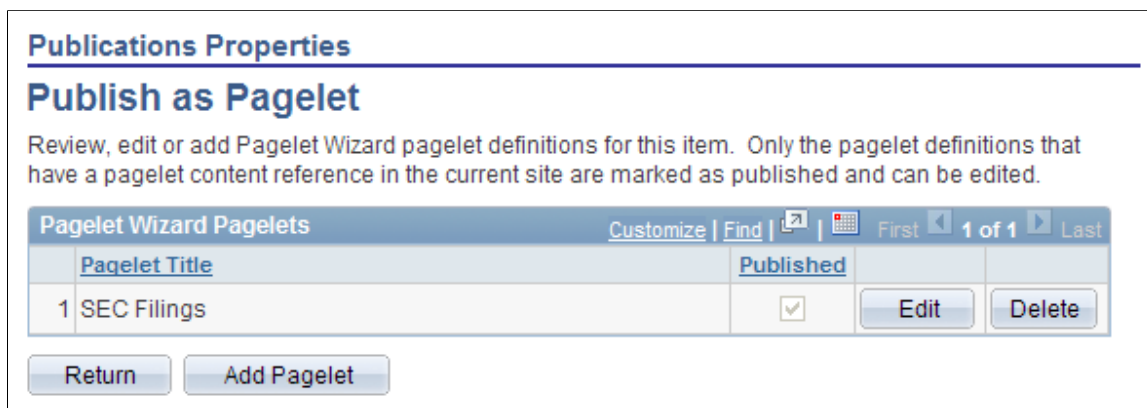 Publications Properties
Publish as Pagelet
Review, edit or add Pagelet Wizard pagelet definitions for this item. Only the pagelet definitions that
have a pagelet content reference in the current site are marked as published and can be edited.
Pagelet Wizard Pagelets Customize | Find | | First 1 of 1 Last
Pagelet Title Published
1 SEC Filings Edit Delete
Return Add Pagelet